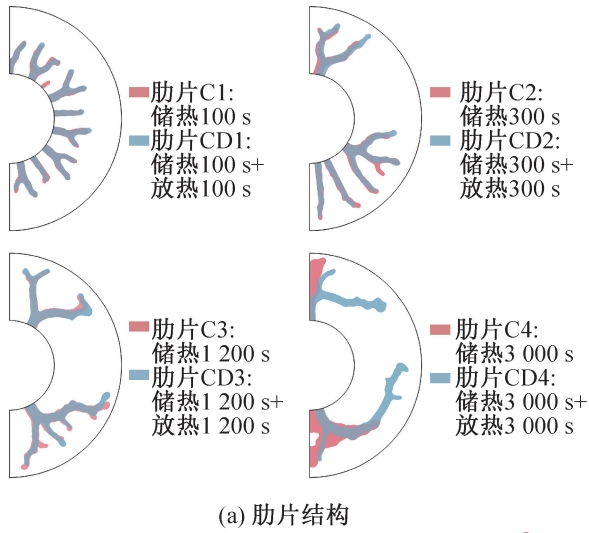 肋片C1:
储热100 s
肋片CD1:
储热100 s+
放热100 s
肋片C2:
储热300 s
肋片CD2:
储热300 s+
放热300 s
肋片C3:
储热1 200 s
肋片CD3:
储热1 200 s+
放热1 200 s
肋片C4:
储热3 000 s
肋片CD4:
储热3 000 s+
放热3 000 s
(a) 肋片结构